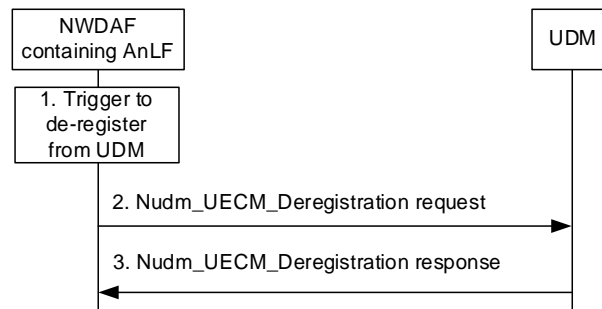 NWDAF
containing AnLF
UDM
1. Trigger to
de-register
from UDM
2. Nudm_UECM_Deregistration request
3. Nudm_UECM_Deregistration response